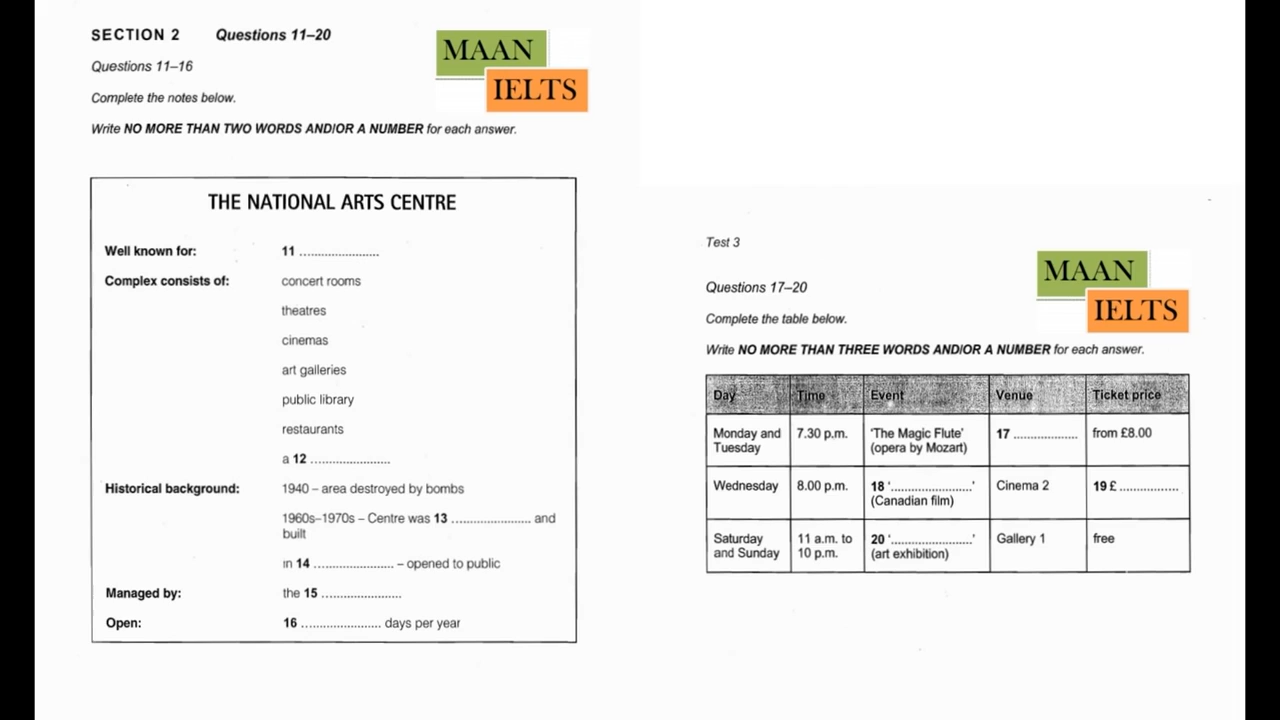 SECTION 2 Questions 11–20
MAAN
IELTS
Questions 11–16
Complete the notes below.
Write NO MORE THAN TWO WORDS AND/OR A NUMBER for each answer.
THE NATIONAL ARTS CENTRE
Well known for: 11 ........................
Complex consists of: concert rooms
theatres
cinemas
art galleries
public library
restaurants
a 12 ........................
Historical background: 1940 – area destroyed by bombs
1960s–1970s – Centre was 13 ........................ and
built
in 14 ........................ – opened to public
Managed by: the 15 ........................
Open: 16 ........................ days per year
Test 3
MAAN
IELTS
Questions 17–20
Complete the table below.
Write NO MORE THAN THREE WORDS AND/OR A NUMBER for each answer.
Day Time Event Venue Ticket price
Monday and 7.30 p.m. 'The Magic Flute' 17 .................... from £8.00
Tuesday (opera by Mozart)
Wednesday 8.00 p.m. 18 '........................' Cinema 2 19 £ ..................
(Canadian film)
Saturday 11 a.m. to 20 '........................' Gallery 1 free
and Sunday 10 p.m. (art exhibition)